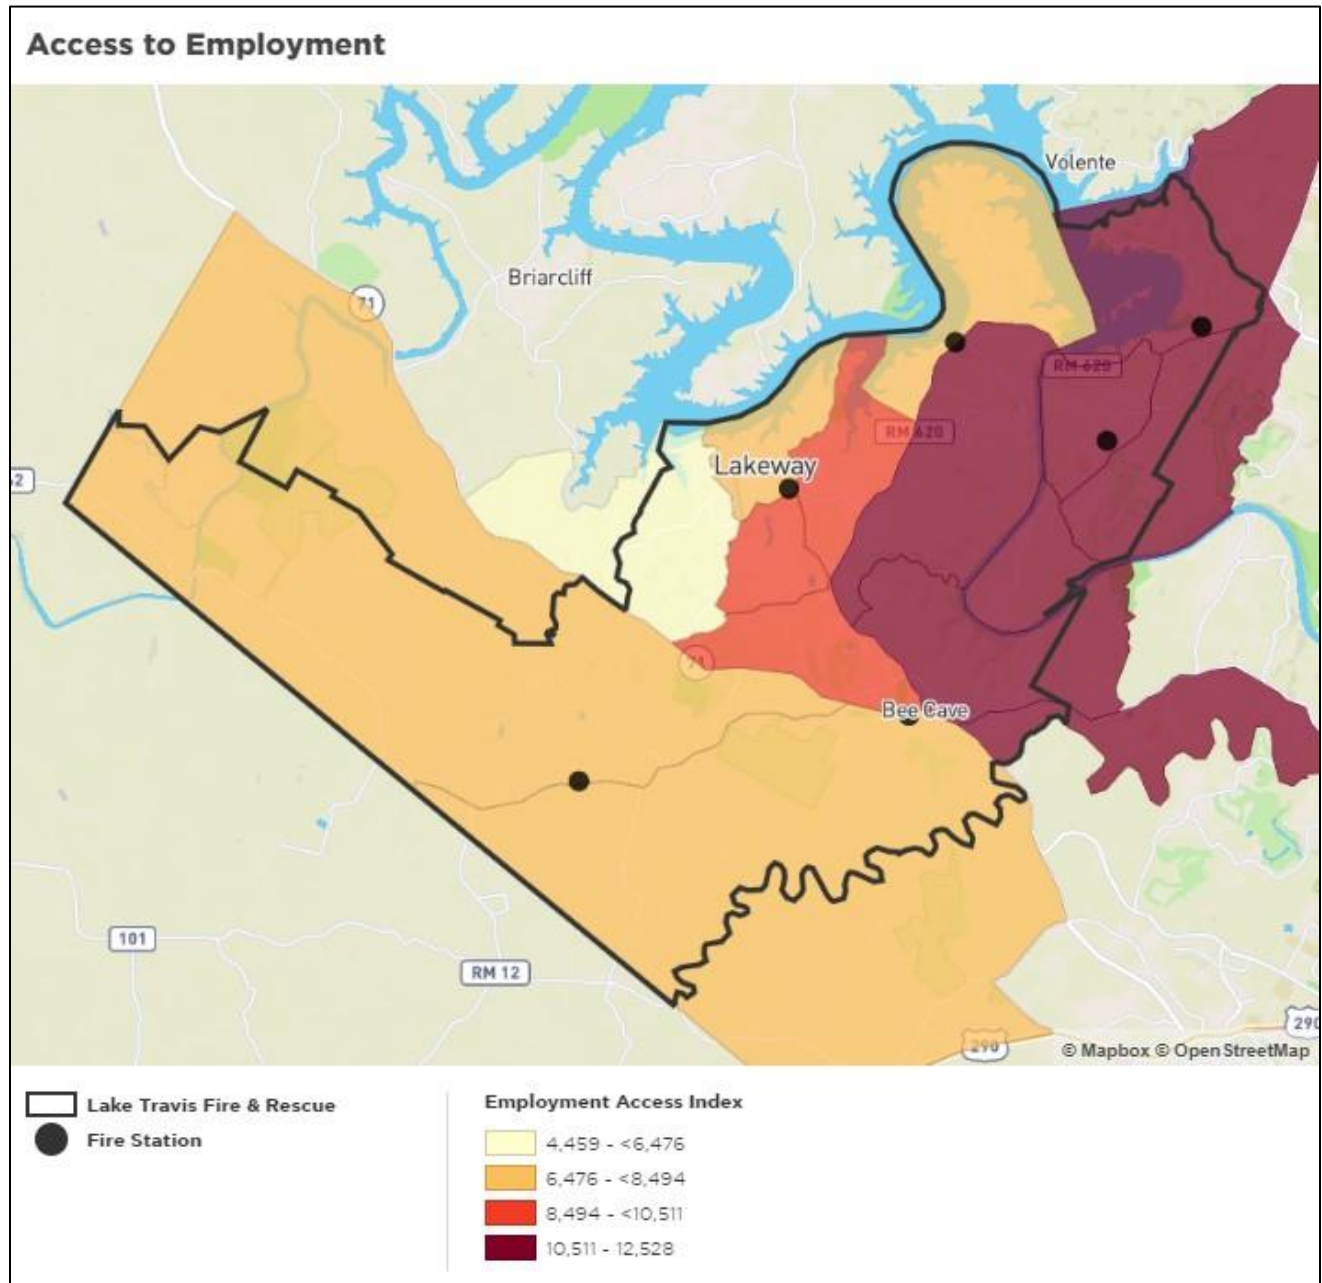 Access to Employment
Volente
71
Briarcliff
RM 620
RM 620
Lakeway
71
Bee Cave
101
RM 12
290
290
© Mapbox © OpenStreetMap
Lake Travis Fire & Rescue
Fire Station
Employment Access Index
4,459 - <6,476
6,476 - <8,494
8,494 - <10,511
10,511 - 12,528